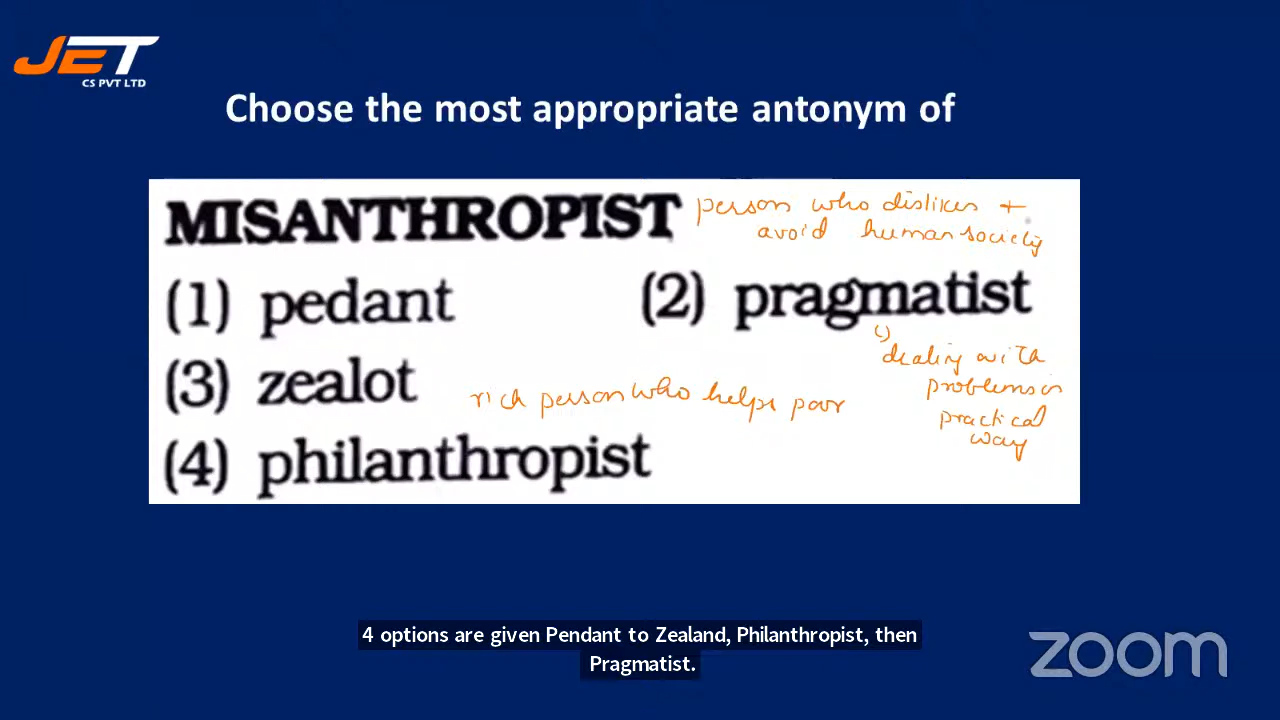 JET
CS PVT LTD
Choose the most appropriate antonym of
MISANTHROPIST person who dislikes +
avoid human society
(1) pedant (2) pragmatist
dealing with
problems in
practical
way
(3) zealot
rich person who helps poor
(4) philanthropist
4 options are given Pendant to Zealand, Philanthropist, then
Pragmatist.
zoom